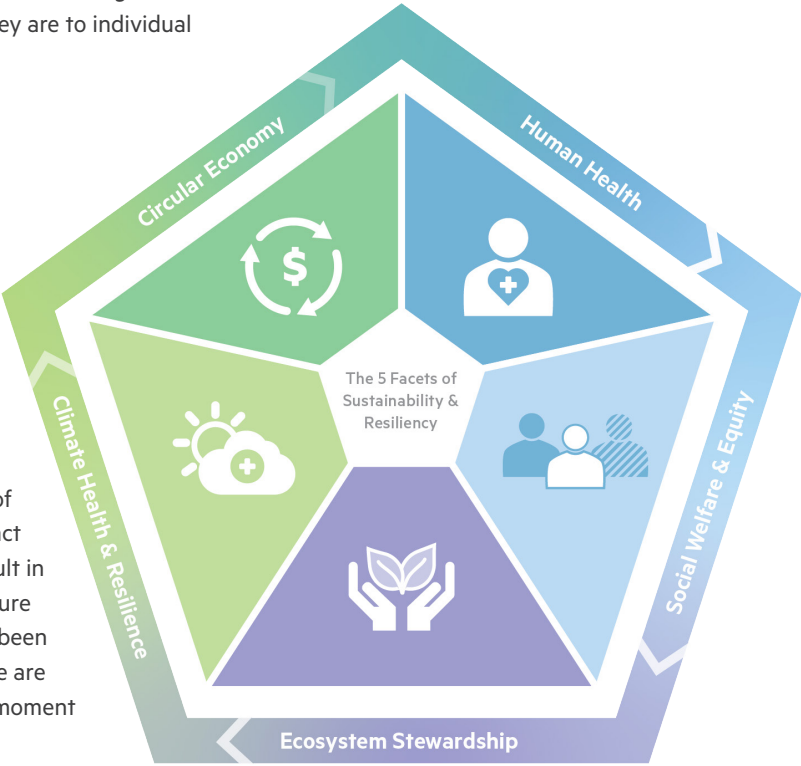 ey are to individual
Circular Economy
Human Health
$
The 5 Facets of
Sustainability &
Resiliency
Climate Health & Resilience
Social Welfare & Equity
of
ct
ult in
ure
been
e are
moment
Ecosystem Stewardship